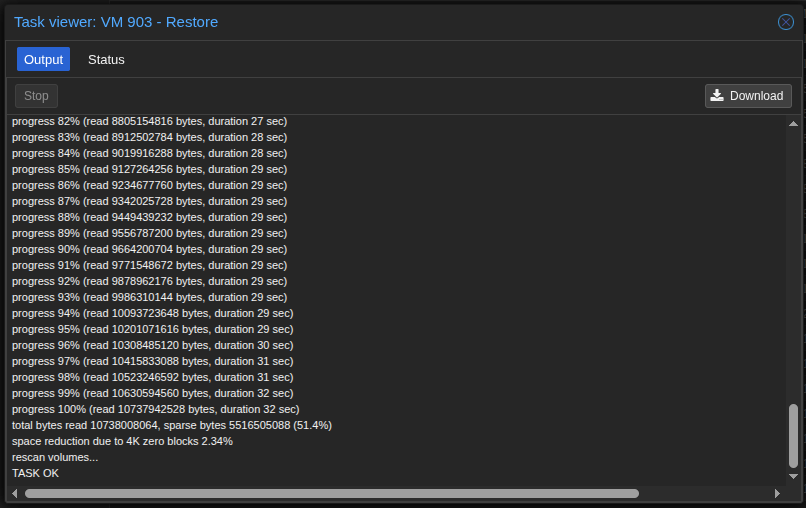 Task viewer: VM 903 - Restore
Output Status
Stop Download
progress 82% (read 8805154816 bytes, duration 27 sec)
progress 83% (read 8912502784 bytes, duration 28 sec)
progress 84% (read 9019916288 bytes, duration 28 sec)
progress 85% (read 9127264256 bytes, duration 29 sec)
progress 86% (read 9234677760 bytes, duration 29 sec)
progress 87% (read 9342025728 bytes, duration 29 sec)
progress 88% (read 9449439232 bytes, duration 29 sec)
progress 89% (read 9556787200 bytes, duration 29 sec)
progress 90% (read 9664200704 bytes, duration 29 sec)
progress 91% (read 9771548672 bytes, duration 29 sec)
progress 92% (read 9878962176 bytes, duration 29 sec)
progress 93% (read 9986310144 bytes, duration 29 sec)
progress 94% (read 10093723648 bytes, duration 29 sec)
progress 95% (read 10201071616 bytes, duration 29 sec)
progress 96% (read 10308485120 bytes, duration 30 sec)
progress 97% (read 10415833088 bytes, duration 31 sec)
progress 98% (read 10523246592 bytes, duration 31 sec)
progress 99% (read 10630594560 bytes, duration 32 sec)
progress 100% (read 10737942528 bytes, duration 32 sec)
total bytes read 10738008064, sparse bytes 5516505088 (51.4%)
space reduction due to 4K zero blocks 2.34%
rescan volumes...
TASK OK